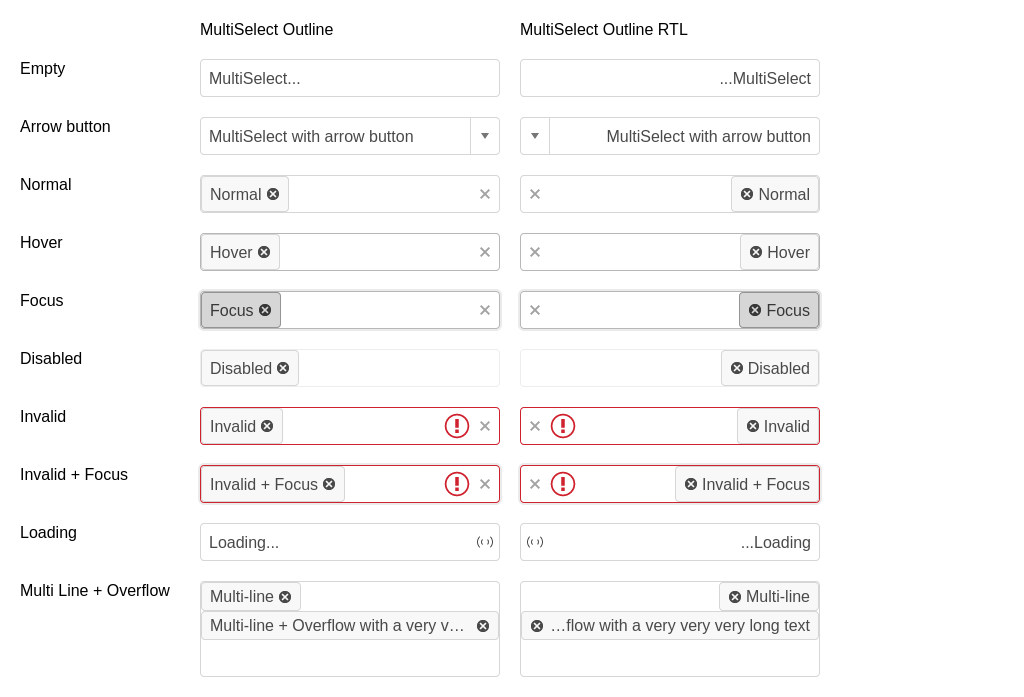 MultiSelect Outline MultiSelect Outline RTL
Empty MultiSelect... ...MultiSelect
Arrow button MultiSelect with arrow button MultiSelect with arrow button
Normal Normal Normal
Hover Hover Hover
Focus Focus Focus
Disabled Disabled Disabled
Invalid Invalid Invalid
Invalid + Focus Invalid + Focus Invalid + Focus
Loading Loading... ...Loading
Multi Line + Overflow Multi-line Multi-line
Multi-line + Overflow with a very v... ...flow with a very very very long text